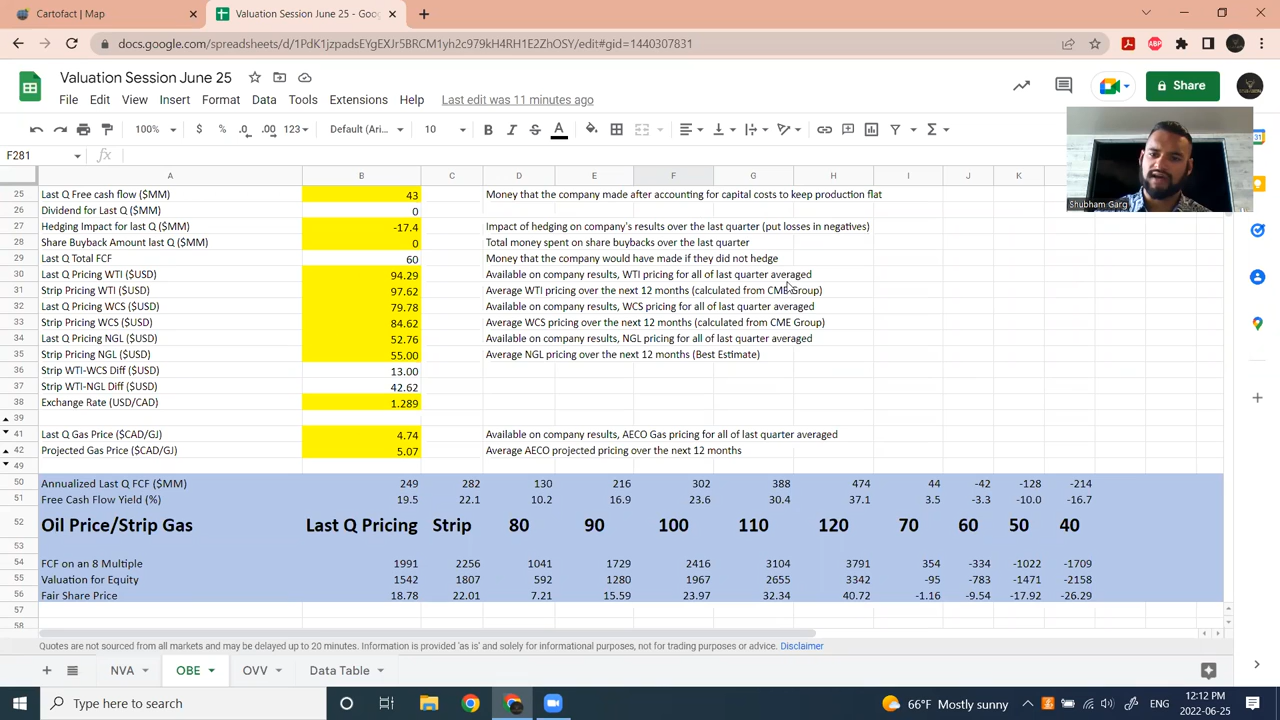 Cartofact | Map
Valuation Session June 25 - Goo
docs.google.com/spreadsheets/d/1PdK1jzpadsEYgEXJr5BRCM1yLvc979kH4RH1E7ZhOSY/edit#gid=1440307831
Valuation Session June 25
File Edit View Insert Format Data Tools Extensions Help Last edit was 11 minutes ago
Share
100% $ % .0 .00 123 Default (Ari... 10 B I S A
F281 fx
A B C D E F G H I J K
25 Last Q Free cash flow ($MM) 43 Money that the company made after accounting for capital costs to keep production flat
26 Dividend for Last Q ($MM) 0
27 Hedging Impact for last Q ($MM) -17.4 Impact of hedging on company's results over the last quarter (put losses in negatives)
28 Share Buyback Amount last Q ($MM) 0 Total money spent on share buybacks over the last quarter
29 Last Q Total FCF 60 Money that the company would have made if they did not hedge
30 Last Q Pricing WTI ($USD) 94.29 Available on company results, WTI pricing for all of last quarter averaged
31 Strip Pricing WTI ($USD) 97.62 Average WTI pricing over the next 12 months (calculated from CME Group)
32 Last Q Pricing WCS ($USD) 79.78 Available on company results, WCS pricing for all of last quarter averaged
33 Strip Pricing WCS ($USD) 84.62 Average WCS pricing over the next 12 months (calculated from CME Group)
34 Last Q Pricing NGL ($USD) 52.76 Available on company results, NGL pricing for all of last quarter averaged
35 Strip Pricing NGL ($USD) 55.00 Average NGL pricing over the next 12 months (Best Estimate)
36 Strip WTI-WCS Diff ($USD) 13.00
37 Strip WTI-NGL Diff ($USD) 42.62
38 Exchange Rate (USD/CAD) 1.289
39
41 Last Q Gas Price ($CAD/GJ) 4.74 Available on company results, AECO Gas pricing for all of last quarter averaged
42 Projected Gas Price ($CAD/GJ) 5.07 Average AECO projected pricing over the next 12 months
49
50 Annualized Last Q FCF ($MM) 249 282 130 216 302 388 474 44 -42 -128 -214
51 Free Cash Flow Yield (%) 19.5 22.1 10.2 16.9 23.6 30.4 37.1 3.5 -3.3 -10.0 -16.7
52 Oil Price/Strip Gas Last Q Pricing Strip 80 90 100 110 120 70 60 50 40
53
54 FCF on an 8 Multiple 1991 2256 1041 1729 2416 3104 3791 354 -334 -1022 -1709
55 Valuation for Equity 1542 1807 592 1280 1967 2655 3342 -95 -783 -1471 -2158
56 Fair Share Price 18.78 22.01 7.21 15.59 23.97 32.34 40.72 -1.16 -9.54 -17.92 -26.29
57
58
Shubham Garg
Quotes are not sourced from all markets and may be delayed up to 20 minutes. Information is provided 'as is' and solely for informational purposes, not for trading purposes or advice. Disclaimer
NVA OBE OVV Data Table
Type here to search
66°F Mostly sunny
ENG
12:12 PM
2022-06-25